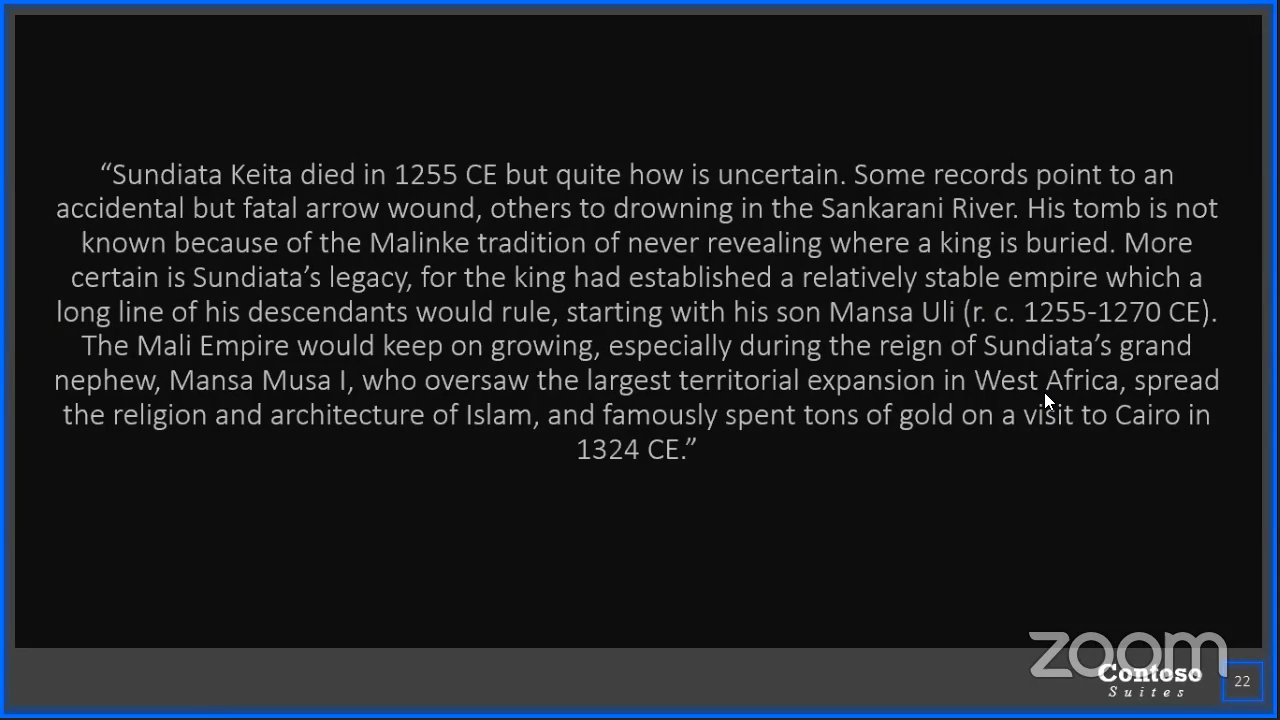 “Sundiata Keita died in 1255 CE but quite how is uncertain. Some records point to an
accidental but fatal arrow wound, others to drowning in the Sankarani River. His tomb is not
known because of the Malinke tradition of never revealing where a king is buried. More
certain is Sundiata’s legacy, for the king had established a relatively stable empire which a
long line of his descendants would rule, starting with his son Mansa Uli (r. c. 1255-1270 CE).
The Mali Empire would keep on growing, especially during the reign of Sundiata’s grand
nephew, Mansa Musa I, who oversaw the largest territorial expansion in West Africa, spread
the religion and architecture of Islam, and famously spent tons of gold on a visit to Cairo in
1324 CE.”
zoom
Contoso
Suites
22